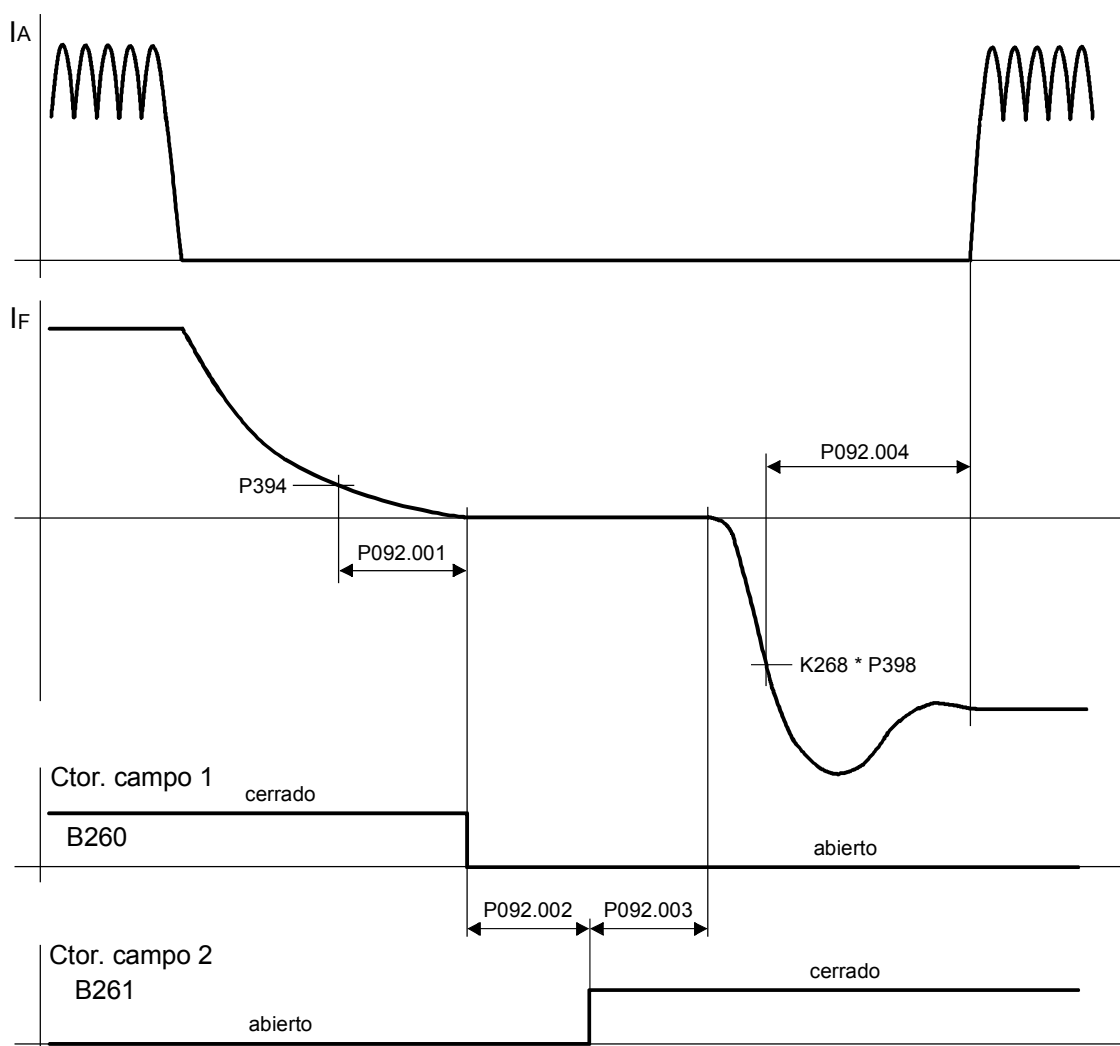 IA
IF
P092.004
P394
P092.001
K268 * P398
Ctor. campo 1
cerrado
B260
abierto
P092.002
P092.003
Ctor. campo 2
cerrado
B261
abierto